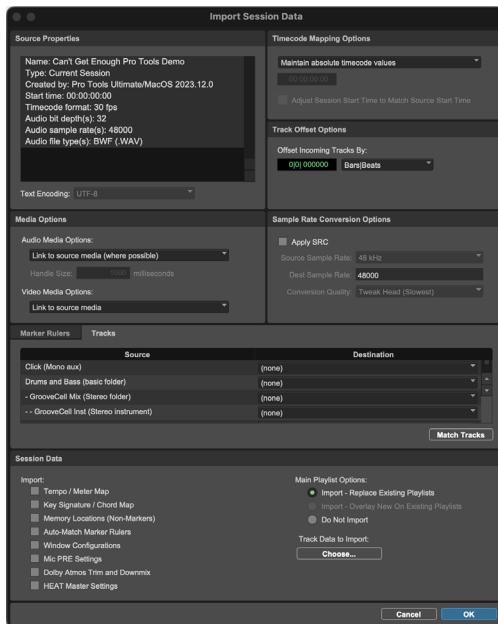 Import Session Data
Source Properties
Name: Can't Get Enough Pro Tools Demo
Type: Current Session
Created by: Pro Tools Ultimate/MacOS 2023.12.0
Start time: 00:00:00:00
Timecode format: 30 fps
Audio bit depth(s): 32
Audio sample rate(s): 48000
Audio file type(s): BWF (.WAV)
Text Encoding: UTF-8
Timecode Mapping Options
Maintain absolute timecode values
00:00:00:00
Adjust Session Start Time to Match Source Start Time
Track Offset Options
Offset Incoming Tracks By:
0|0| 000000 Bars|Beats
Media Options
Audio Media Options:
Link to source media (where possible)
Handle Size: milliseconds
Video Media Options:
Link to source media
Sample Rate Conversion Options
Apply SRC
Source Sample Rate: 48 kHz
Dest Sample Rate: 48000
Conversion Quality: Tweak Head (Slowest)
Marker Rulers Tracks
Source Destination
Click (Mono aux) (none)
Drums and Bass (basic folder) (none)
- GrooveCell Mix (Stereo folder) (none)
- - GrooveCell Inst (Stereo instrument) (none)
Match Tracks
Session Data
Import:
Tempo / Meter Map
Key Signature / Chord Map
Memory Locations (Non-Markers)
Auto-Match Marker Rulers
Window Configurations
Mic PRE Settings
Dolby Atmos Trim and Downmix
HEAT Master Settings
Main Playlist Options:
Import - Replace Existing Playlists
Import - Overlay New On Existing Playlists
Do Not Import
Track Data to Import:
Choose...
Cancel OK